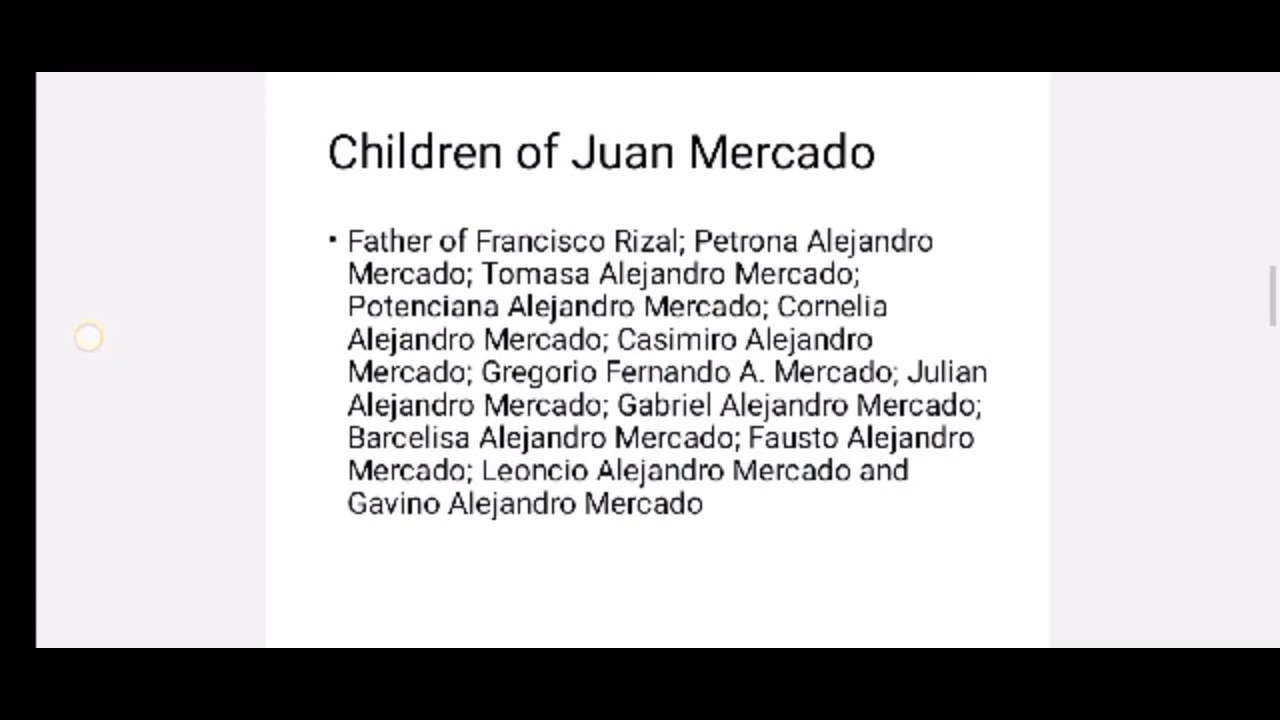 Children of Juan Mercado
• Father of Francisco Rizal; Petrona Alejandro
Mercado; Tomasa Alejandro Mercado;
Potenciana Alejandro Mercado; Cornelia
Alejandro Mercado; Casimiro Alejandro
Mercado; Gregorio Fernando A. Mercado; Julian
Alejandro Mercado; Gabriel Alejandro Mercado;
Barcelisa Alejandro Mercado; Fausto Alejandro
Mercado; Leoncio Alejandro Mercado and
Gavino Alejandro Mercado